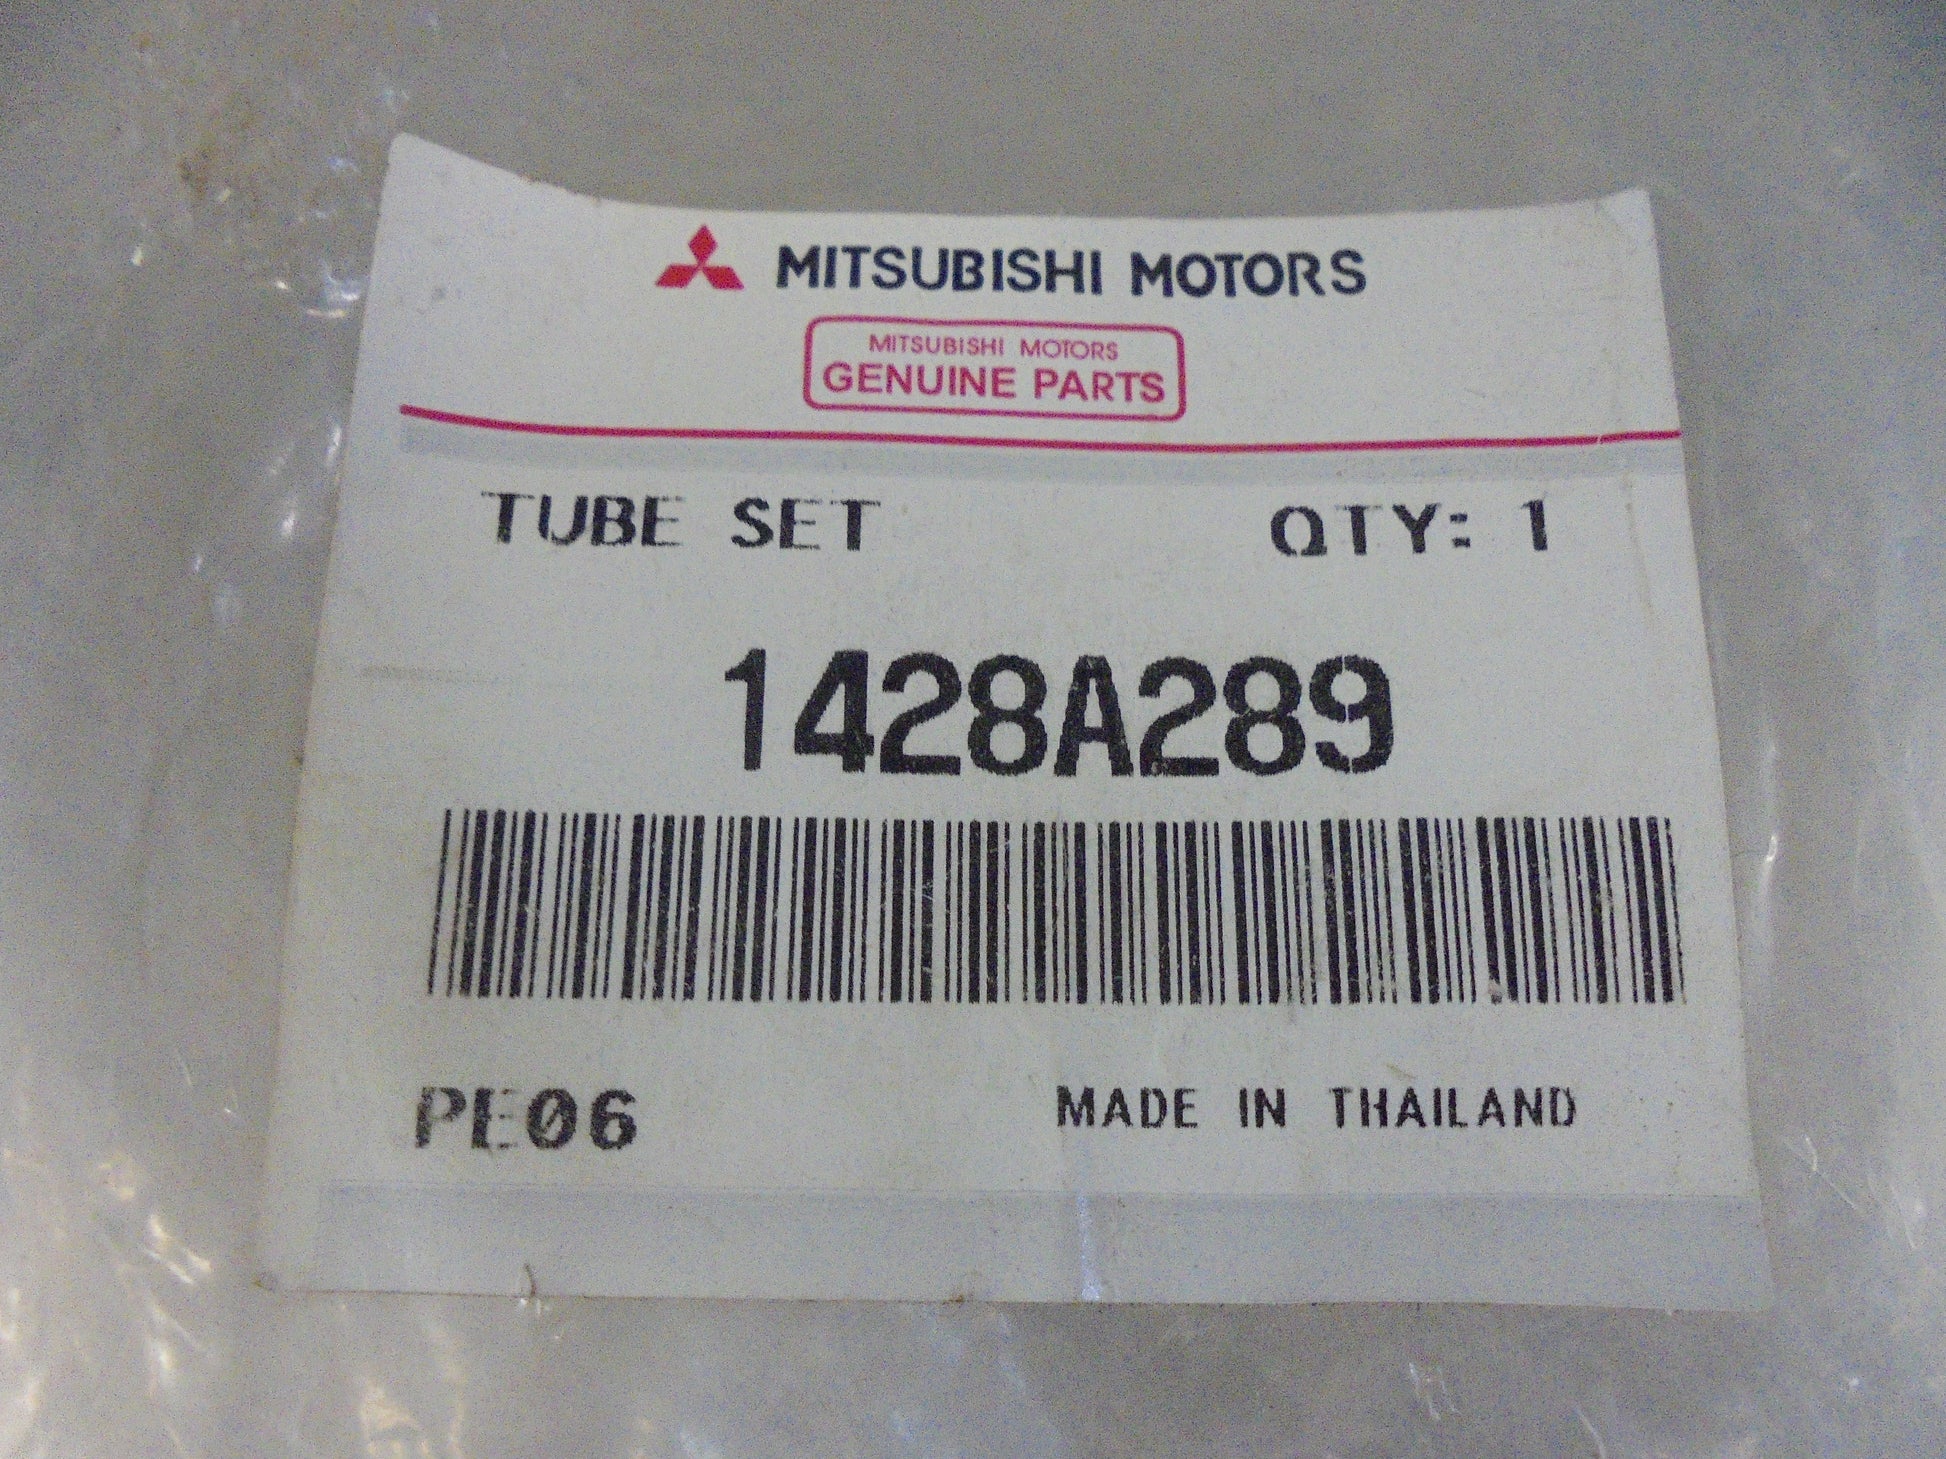 MITSUBISHI MOTORS
MITSUBISHI MOTORS
GENUINE PARTS
TUBE SET QTY: 1
1428A289
PE06 MADE IN THAILAND